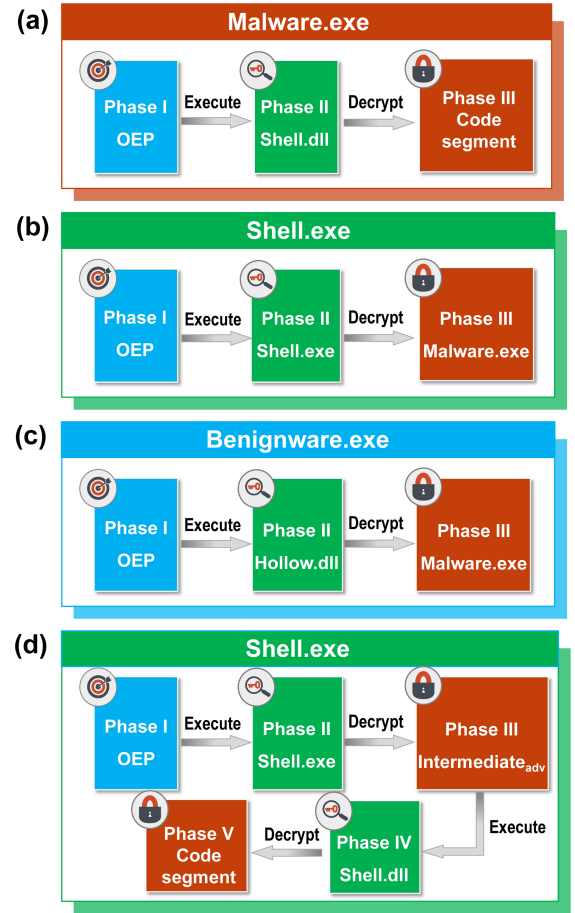 (a)
Malware.exe
Phase I
OEP
Execute
Phase II
Shell.dll
Decrypt
Phase III
Code
segment
(b)
Shell.exe
Phase I
OEP
Execute
Phase II
Shell.exe
Decrypt
Phase III
Malware.exe
(c)
Benignware.exe
Phase I
OEP
Execute
Phase II
Hollow.dll
Decrypt
Phase III
Malware.exe
(d)
Shell.exe
Phase I
OEP
Execute
Phase II
Shell.exe
Decrypt
Phase III
Intermediateadv
Execute
Phase IV
Shell.dll
Decrypt
Phase V
Code
segment